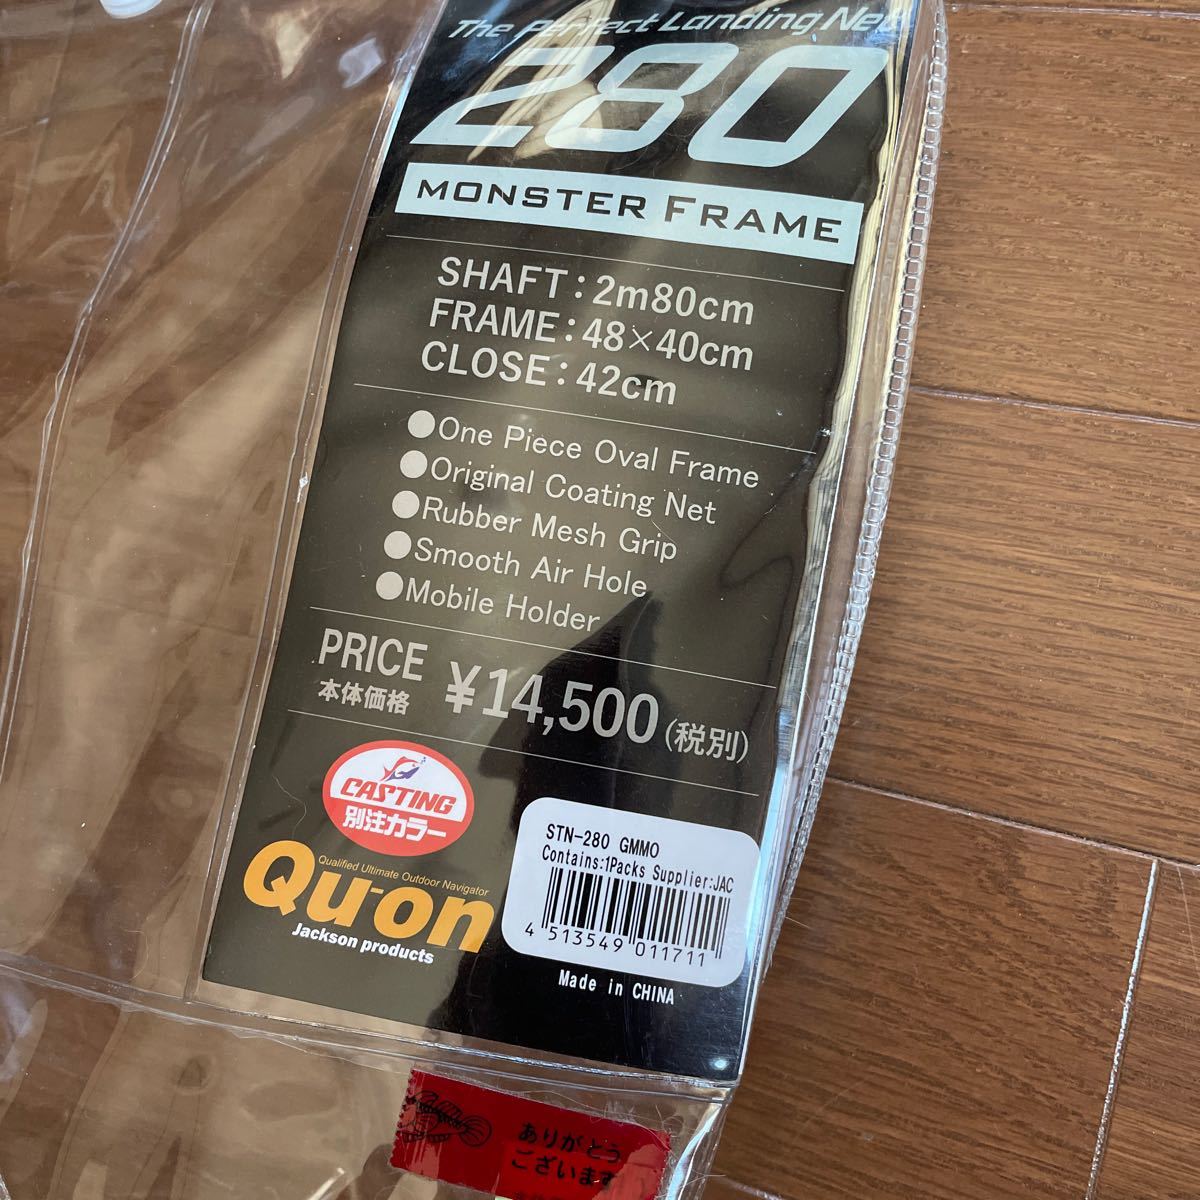 The Perfect Landing Net
280
MONSTER FRAME
SHAFT：2m80cm
FRAME：48×40cm
CLOSE：42cm
●One Piece Oval Frame
●Original Coating Net
●Rubber Mesh Grip
●Smooth Air Hole
●Mobile Holder
PRICE
本体価格
¥14,500(税別)
CASTING
別注カラー
Qualified Ultimate Outdoor Navigator
Qu-on
Jackson products
STN-280 GMMO
Contains:1Packs Supplier:JAC
4 513549 011711
Made in CHINA
ありがとう
ございます